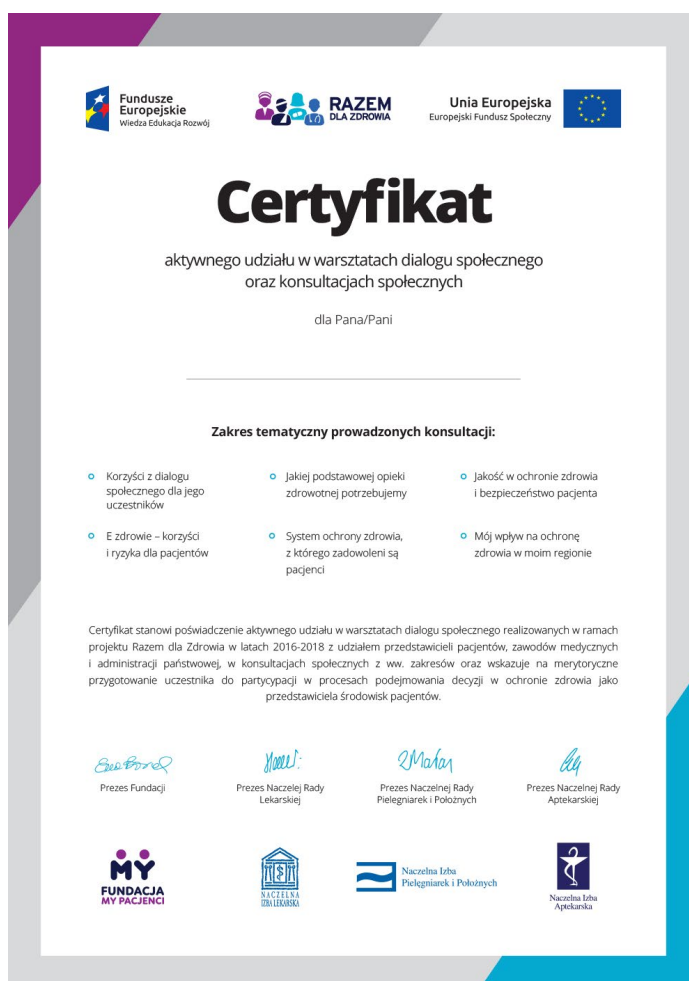 Fundusze
Europejskie
Wiedza Edukacja Rozwój
RAZEM
DLA ZDROWIA
Unia Europejska
Europejski Fundusz Społeczny
Certyfikat
aktywnego udziału w warsztatach dialogu społecznego
oraz konsultacjach społecznych
dla Pana/Pani
Zakres tematyczny prowadzonych konsultacji:
Korzyści z dialogu
społecznego dla jego
uczestników
Jakiej podstawowej opieki
zdrowotnej potrzebujemy
Jakość w ochronie zdrowia
i bezpieczeństwo pacjenta
E zdrowie – korzyści
i ryzyka dla pacjentów
System ochrony zdrowia,
z którego zadowoleni są
pacjenci
Mój wpływ na ochronę
zdrowia w moim regionie
Certyfikat stanowi poświadczenie aktywnego udziału w warsztatach dialogu społecznego realizowanych w ramach
projektu Razem dla Zdrowia w latach 2016-2018 z udziałem przedstawicieli pacjentów, zawodów medycznych
i administracji państwowej, w konsultacjach społecznych z ww. zakresów oraz wskazuje na merytoryczne
przygotowanie uczestnika do partycypacji w procesach podejmowania decyzji w ochronie zdrowia jako
przedstawiciela środowisk pacjentów.
Prezes Fundacji
Prezes Naczelej Rady
Lekarskiej
Prezes Naczelnej Rady
Pielęgniarek i Położnych
Prezes Naczelnej Rady
Aptekarskiej
MY
FUNDACJA
MY PACJENCI
NACZELNA
IZBA LEKARSKA
Naczelna Izba
Pielęgniarek i Położnych
Naczelna Izba
Aptekarska